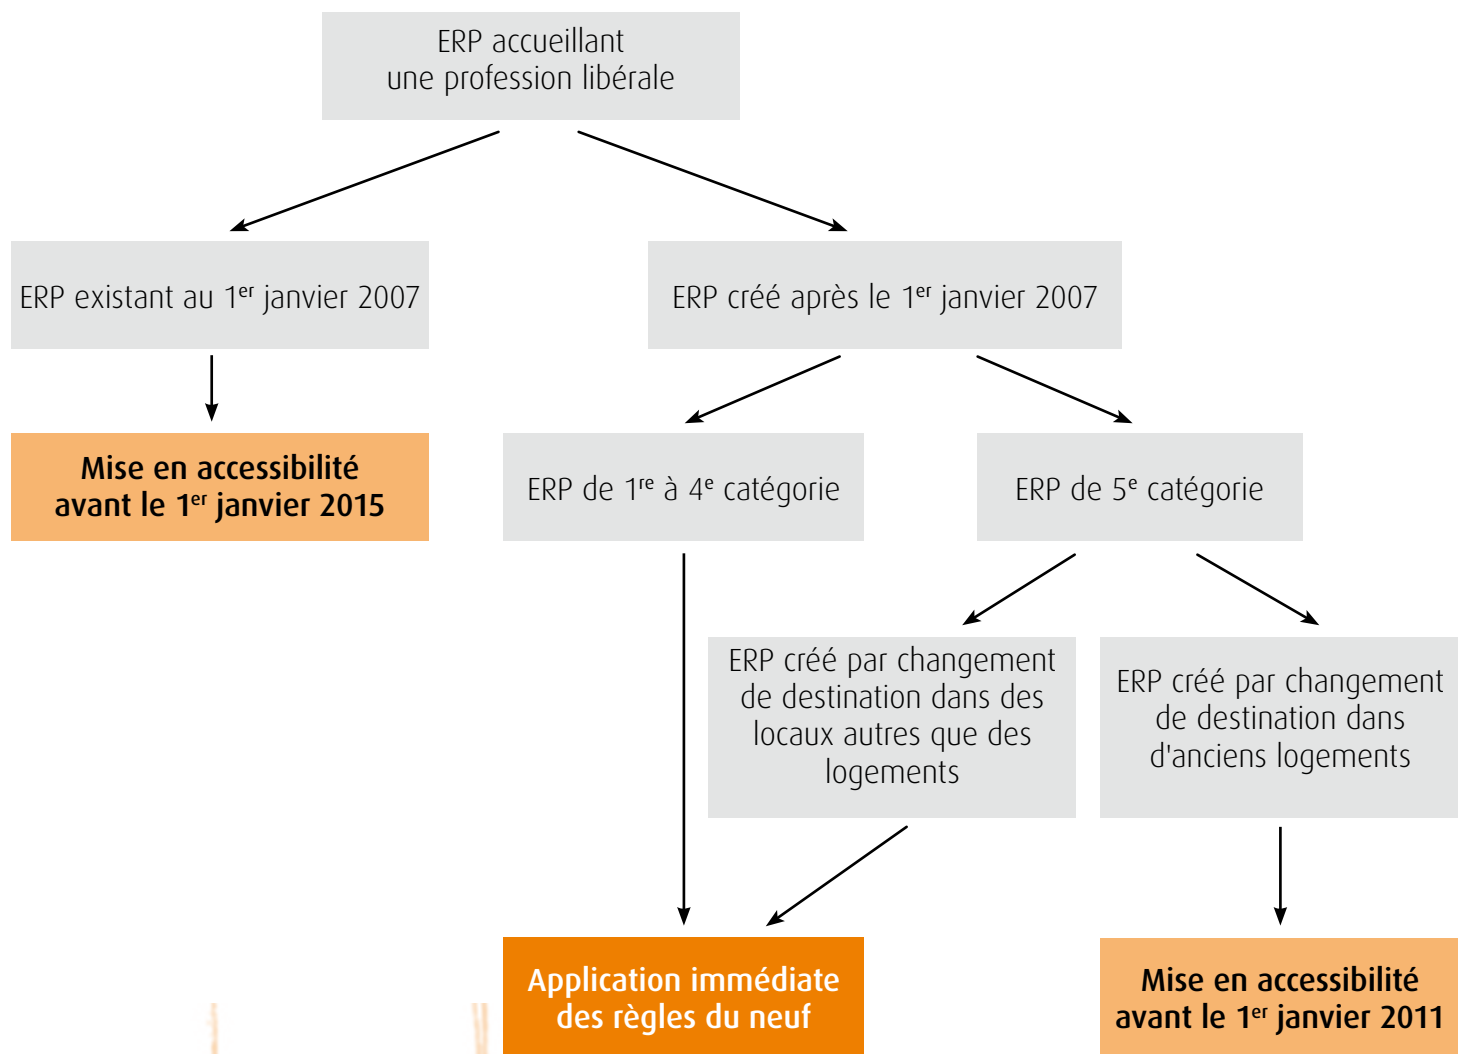 ERP accueillant
une profession libérale
ERP existant au 1er janvier 2007
ERP créé après le 1er janvier 2007
Mise en accessibilité
avant le 1er janvier 2015
ERP de 1re à 4e catégorie
ERP de 5e catégorie
ERP créé par changement
de destination dans des
locaux autres que des
logements
ERP créé par changement
de destination dans
d'anciens logements
Application immédiate
des règles du neuf
Mise en accessibilité
avant le 1er janvier 2011